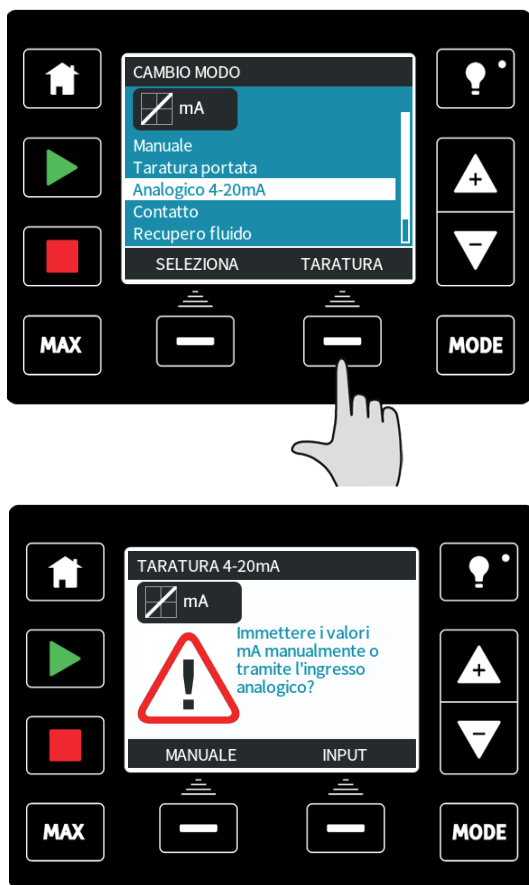 CAMBIO MODO
mA
Manuale
Taratura portata
Analogico 4-20mA
Contatto
Recupero fluido
SELEZIONA TARATURA
+
−
MAX
MODE
TARATURA 4-20mA
mA
Immettere i valori
mA manualmente o
tramite l'ingresso
analogico?
!
MANUALE INPUT
+
−
MAX
MODE